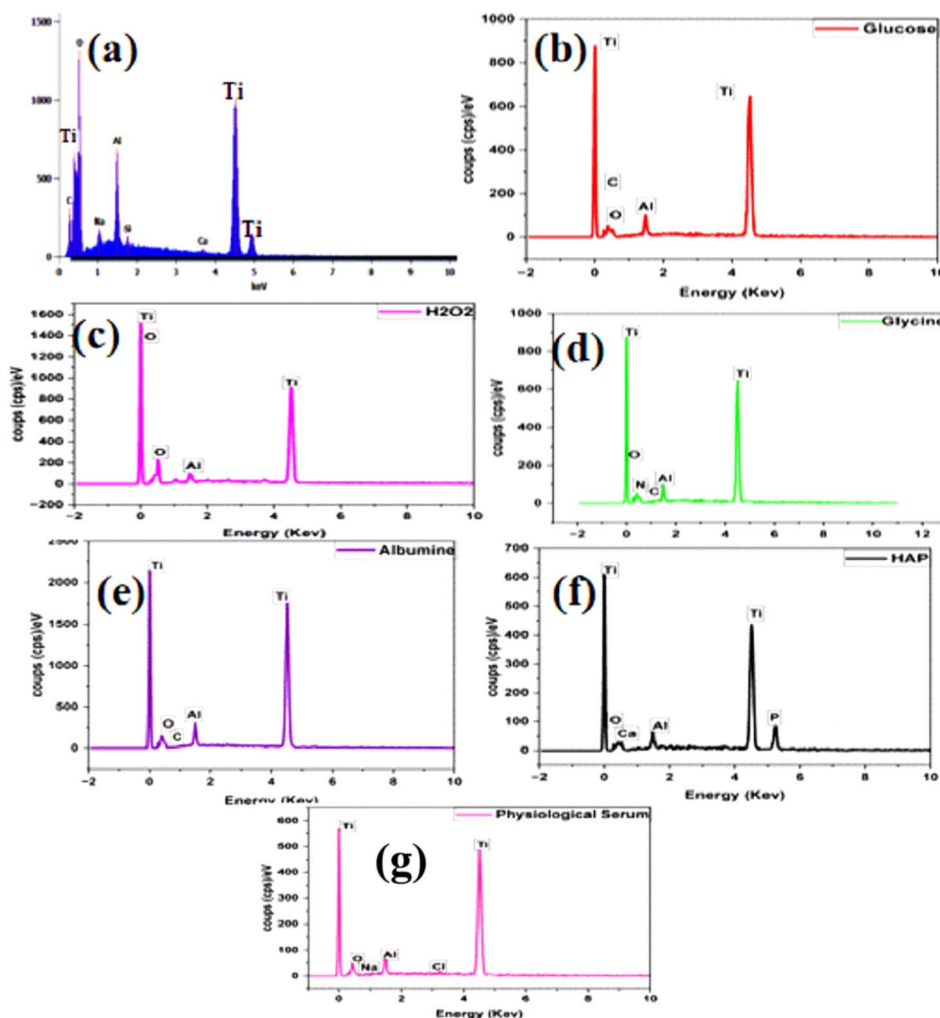 (a)
1500
1000
500
0
O
Ti
C
Na
Al
Si
Ca
Ti
Ti
0 1 2 3 4 5 6 7 8 9 10
keV
(b)
Glucose
coups (cps)/eV
1000
800
600
400
200
0
Ti
C
O
Al
Ti
−2 0 2 4 6 8 10
Energy (Kev)
(c)
H2O2
coups (cps)/eV
1600
1400
1200
1000
800
600
400
200
0
−200
Ti
O
O
Al
Ti
−2 0 2 4 6 8 10
Energy (Kev)
(d)
Glycine
coups (cps)/eV
1000
800
600
400
200
0
Ti
O
N
C
Al
Ti
−2 0 2 4 6 8 10
Energy (Kev)
(e)
Albumine
coups (cps)/eV
2500
2000
1500
1000
500
0
Ti
O
C
Al
Ti
−2 0 2 4 6 8 10
Energy (Kev)
(f)
HAP
coups (cps)/eV
700
600
500
400
300
200
100
0
Ti
O
Ca
Al
Ti
P
−2 0 2 4 6 8 10
Energy (Kev)
(g)
Physiological Serum
coups (cps)/eV
600
500
400
300
200
100
0
Ti
O
Na
Al
Cl
Ti
0 2 4 6 8 10
Energy (Kev)